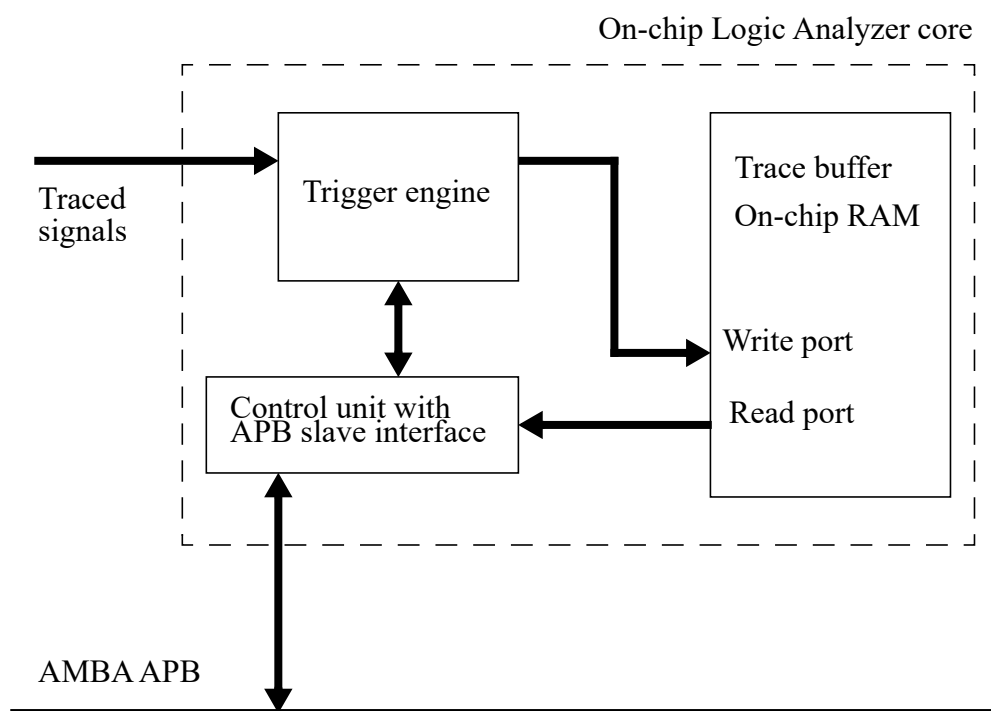 On-chip Logic Analyzer core
Traced
signals
Trigger engine
Trace buffer
On-chip RAM
Write port
Read port
Control unit with
APB slave interface
AMBA APB